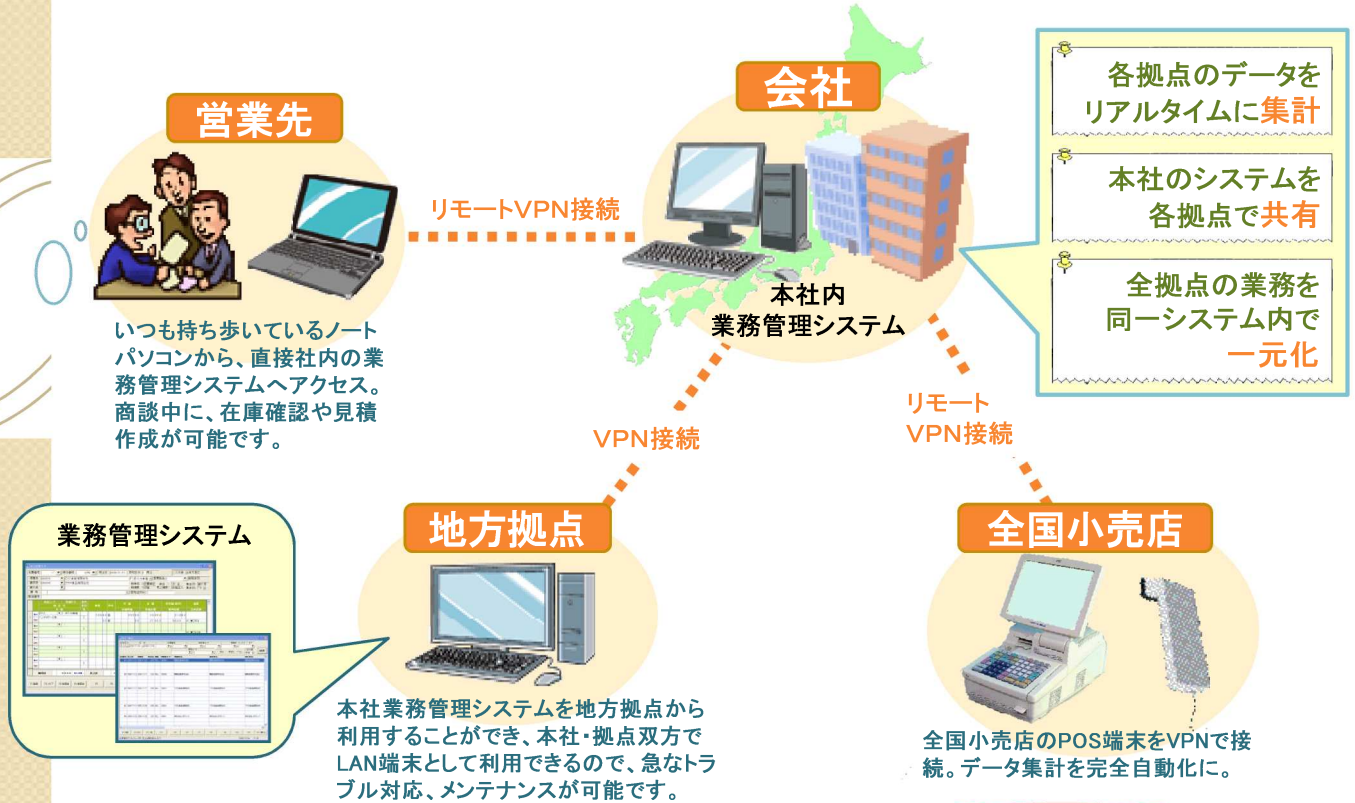 営業先
会社
各拠点のデータを
リアルタイムに集計
本社のシステムを
各拠点で共有
全拠点の業務を
同一システム内で
一元化
リモートVPN接続
本社内
業務管理システム
いつも持ち歩いているノート
パソコンから、直接社内の業
務管理システムへアクセス。
商談中に、在庫確認や見積
作成が可能です。
VPN接続
リモート
VPN接続
業務管理システム
地方拠点
全国小売店
本社業務管理システムを地方拠点から
利用することができ、本社・拠点双方で
LAN端末として利用できるので、急なトラ
ブル対応、メンテナンスが可能です。
全国小売店のPOS端末をVPNで接
続。データ集計を完全自動化に。